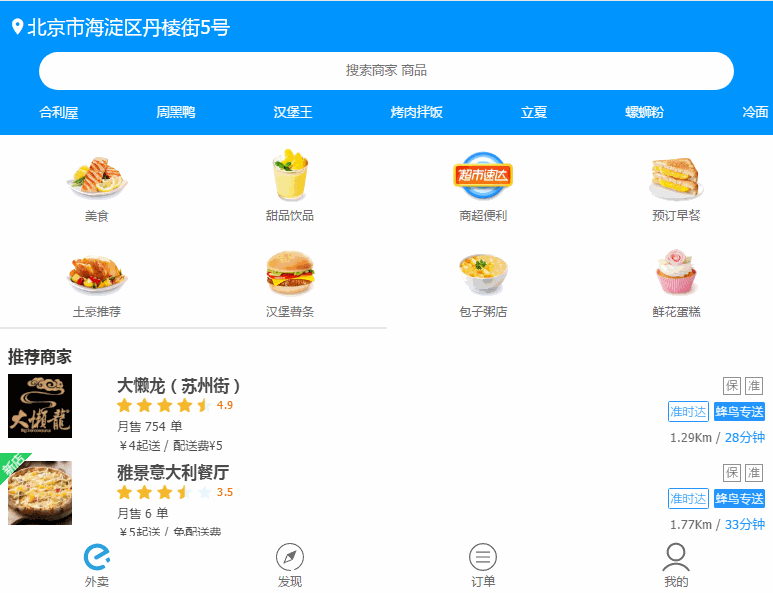 北京市海淀区丹棱街5号
搜索商家 商品
合利屋 周黑鸭 汉堡王 烤肉拌饭 立夏 螺蛳粉 冷面
超市速达
美食 甜品饮品 商超便利 预订早餐
土豪推荐 汉堡薯条 包子粥店 鲜花蛋糕
推荐商家
大懒龍
大懒龙（苏州街）
保 准
4.9
准时达 蜂鸟专送
月售 754 单
1.29Km / 28分钟
¥4起送 / 配送费¥5
新店
雅景意大利餐厅
保 准
3.5
准时达 蜂鸟专送
月售 6 单
1.77Km / 33分钟
¥5起送 / 免配送费
外卖 发现 订单 我的